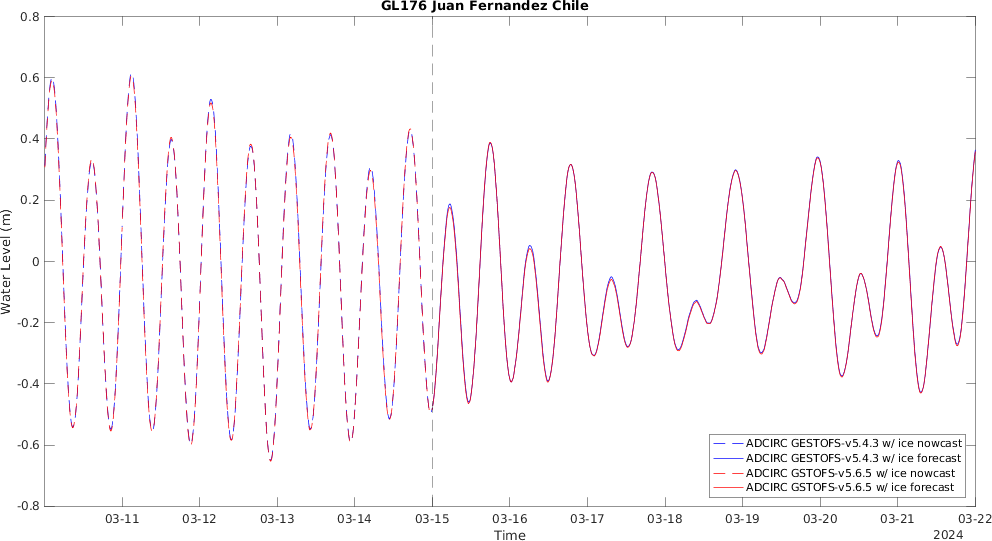 GL176 Juan Fernandez Chile
0.8
0.6
0.4
0.2
0
-0.2
-0.4
-0.6
-0.8
Water Level (m)
ADCIRC GESTOFS-v5.4.3 w/ ice nowcast
ADCIRC GESTOFS-v5.4.3 w/ ice forecast
ADCIRC GSTOFS-v5.6.5 w/ ice nowcast
ADCIRC GSTOFS-v5.6.5 w/ ice forecast
03-11 03-12 03-13 03-14 03-15 03-16 03-17 03-18 03-19 03-20 03-21 03-22
Time
2024